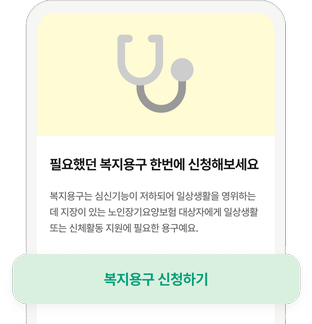 필요했던 복지용구 한번에 신청해보세요
복지용구는 심신기능이 저하되어 일상생활을 영위하는
데 지장이 있는 노인장기요양보험 대상자에게 일상생활
또는 신체활동 지원에 필요한 용구예요.
복지용구 신청하기